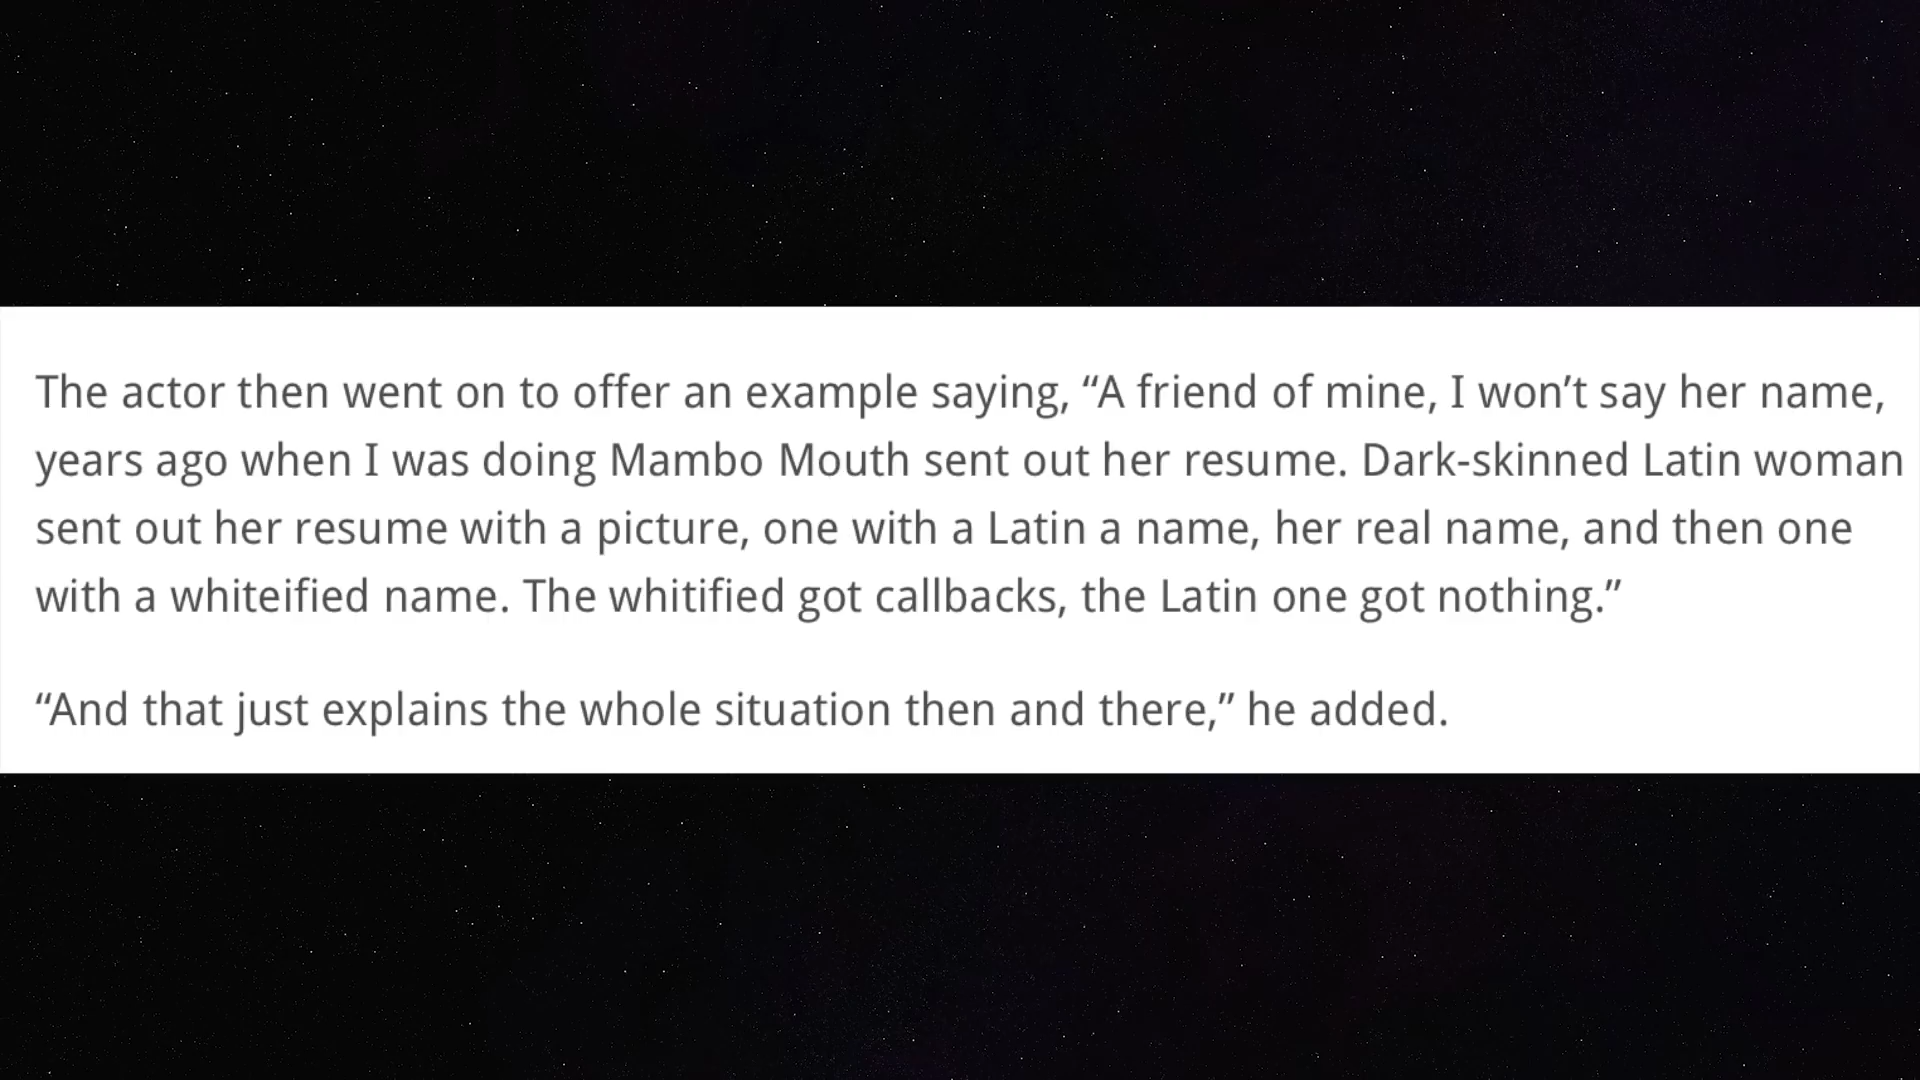 The actor then went on to offer an example saying, “A friend of mine, I won’t say her name,
years ago when I was doing Mambo Mouth sent out her resume. Dark-skinned Latin woman
sent out her resume with a picture, one with a Latin a name, her real name, and then one
with a whiteified name. The whitified got callbacks, the Latin one got nothing.”
“And that just explains the whole situation then and there,” he added.